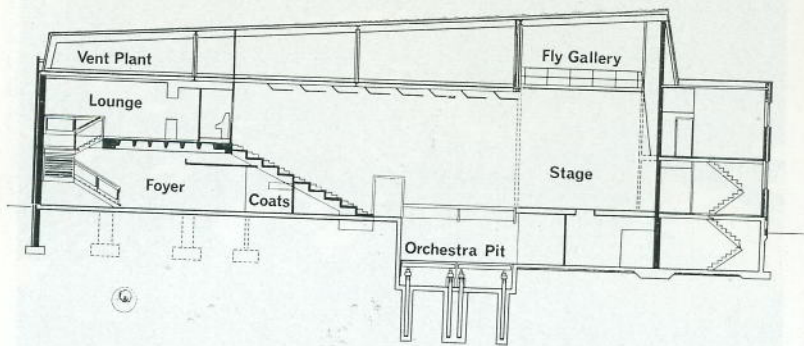 Vent Plant
Fly Gallery
Lounge
Stage
Foyer
Coats
Orchestra Pit